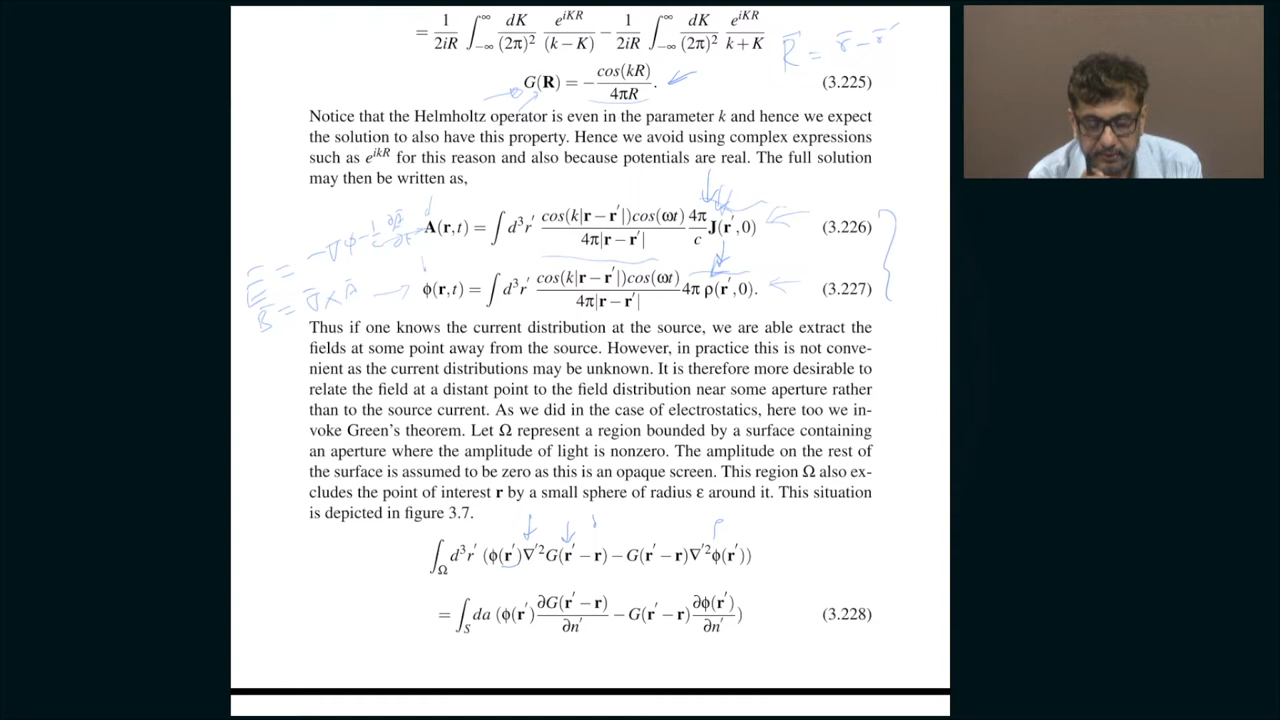 = 1/2iR ∫_{−∞}^{∞} dK/(2π)² e^{iKR}/(k−K) − 1/2iR ∫_{−∞}^{∞} dK/(2π)² e^{iKR}/k+K
R̄ = r̄ − r̄′
G(R) = − cos(kR)/4πR. (3.225)
Notice that the Helmholtz operator is even in the parameter k and hence we expect
the solution to also have this property. Hence we avoid using complex expressions
such as e^{ikR} for this reason and also because potentials are real. The full solution
may then be written as,
A(r,t) = ∫ d³r′ cos(k|r−r′|)cos(ωt)/4π|r−r′| 4π/c J(r′,0) (3.226)
Ē = −∇φ − 1/c ∂Ā/∂t
ϕ(r,t) = ∫ d³r′ cos(k|r−r′|)cos(ωt)/4π|r−r′| 4π ρ(r′,0). (3.227)
B̄ = ∇̄ × Ā
Thus if one knows the current distribution at the source, we are able extract the
fields at some point away from the source. However, in practice this is not conve-
nient as the current distributions may be unknown. It is therefore more desirable to
relate the field at a distant point to the field distribution near some aperture rather
than to the source current. As we did in the case of electrostatics, here too we in-
voke Green's theorem. Let Ω represent a region bounded by a surface containing
an aperture where the amplitude of light is nonzero. The amplitude on the rest of
the surface is assumed to be zero as this is an opaque screen. This region Ω also ex-
cludes the point of interest r by a small sphere of radius ε around it. This situation
is depicted in figure 3.7.
∫_Ω d³r′ (ϕ(r′)∇′²G(r′−r) − G(r′−r)∇′²ϕ(r′))
= ∫_S da (ϕ(r′) ∂G(r′−r)/∂n′ − G(r′−r) ∂ϕ(r′)/∂n′) (3.228)